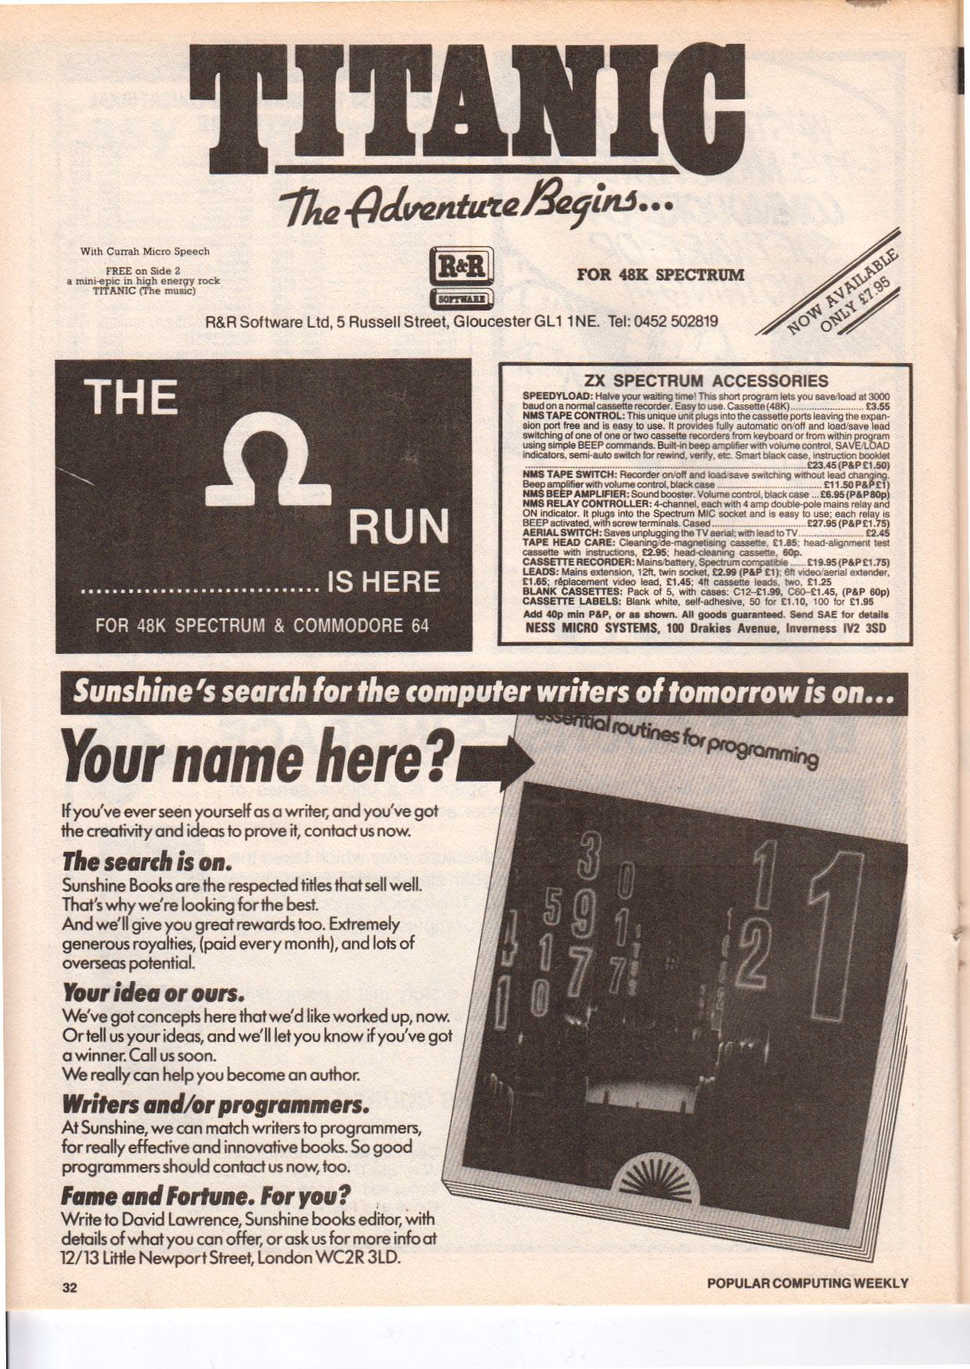 TITANIC
The Adventure Begins...
With Currah Micro Speech
FREE on Side 2
a mini-epic in high energy rock
TITANIC (The music)
R&R
SOFTWARE
FOR 48K SPECTRUM
NOW AVAILABLE
ONLY £7.95
R&R Software Ltd, 5 Russell Street, Gloucester GL1 1NE. Tel: 0452 502819
THE
Ω
RUN
............................ IS HERE
FOR 48K SPECTRUM & COMMODORE 64
ZX SPECTRUM ACCESSORIES
SPEEDYLOAD: Halve your waiting time! This short program lets you save/load at 3000
baud on a normal cassette recorder. Easy to use. Cassette (48K)........................ £3.55
NMS TAPE CONTROL: This unique unit plugs into the cassette ports leaving the expan-
sion port free and is easy to use. It provides fully automatic on/off and load/save lead
switching of one of one or two cassette recorders from keyboard or from within program
using simple BEEP commands. Built-in beep amplifier with volume control, SAVE/LOAD
indicators, semi-auto switch for rewind, verify, etc. Smart black case, instruction booklet
........................£23.45 (P&P £1.50)
NMS TAPE SWITCH: Recorder on/off and load/save switching without lead changing.
Beep amplifier with volume control, black case ........................£11.50 P&P £1)
NMS BEEP AMPLIFIER: Sound booster. Volume control, black case ... £6.95 (P&P 80p)
NMS RELAY CONTROLLER: 4-channel, each with 4 amp double-pole mains relay and
ON indicator. It plugs into the Spectrum MIC socket and is easy to use; each relay is
BEEP activated, with screw terminals. Cased ........................£27.95 (P&P £1.75)
AERIAL SWITCH: Saves unplugging the TV aerial; with lead to TV........................£2.45
TAPE HEAD CARE: Cleaning/de-magnetising cassette, £1.85; head-alignment test
cassette with instructions, £2.95; head-cleaning cassette, 60p.
CASSETTE RECORDER: Mains/battery, Spectrum compatible ...... £19.95 (P&P £1.75)
LEADS: Mains extension, 12ft, twin socket, £2.99 (P&P £1); 6ft video/aerial extender,
£1.65; replacement video lead, £1.45; 4ft cassette leads, two, £1.25
BLANK CASSETTES: Pack of 5, with cases: C12–£1.99, C60–£1.45, (P&P 60p)
CASSETTE LABELS: Blank white, self-adhesive, 50 for £1.10, 100 for £1.95
Add 40p min P&P, or as shown. All goods guaranteed. Send SAE for details
NESS MICRO SYSTEMS, 100 Drakies Avenue, Inverness IV2 3SD
Sunshine's search for the computer writers of tomorrow is on...
Your name here?
essential routines for programming
If you've ever seen yourself as a writer, and you've got
the creativity and ideas to prove it, contact us now.
The search is on.
Sunshine Books are the respected titles that sell well.
That's why we're looking for the best.
And we'll give you great rewards too. Extremely
generous royalties, (paid every month), and lots of
overseas potential.
Your idea or ours.
We've got concepts here that we'd like worked up, now.
Or tell us your ideas, and we'll let you know if you've got
a winner. Call us soon.
We really can help you become an author.
Writers and/or programmers.
At Sunshine, we can match writers to programmers,
for really effective and innovative books. So good
programmers should contact us now, too.
Fame and Fortune. For you?
Write to David Lawrence, Sunshine books editor, with
details of what you can offer, or ask us for more info at
12/13 Little Newport Street, London WC2R 3LD.
3 0 1 1
5 9 1 2
4 1 7 7
1 0
32
POPULAR COMPUTING WEEKLY